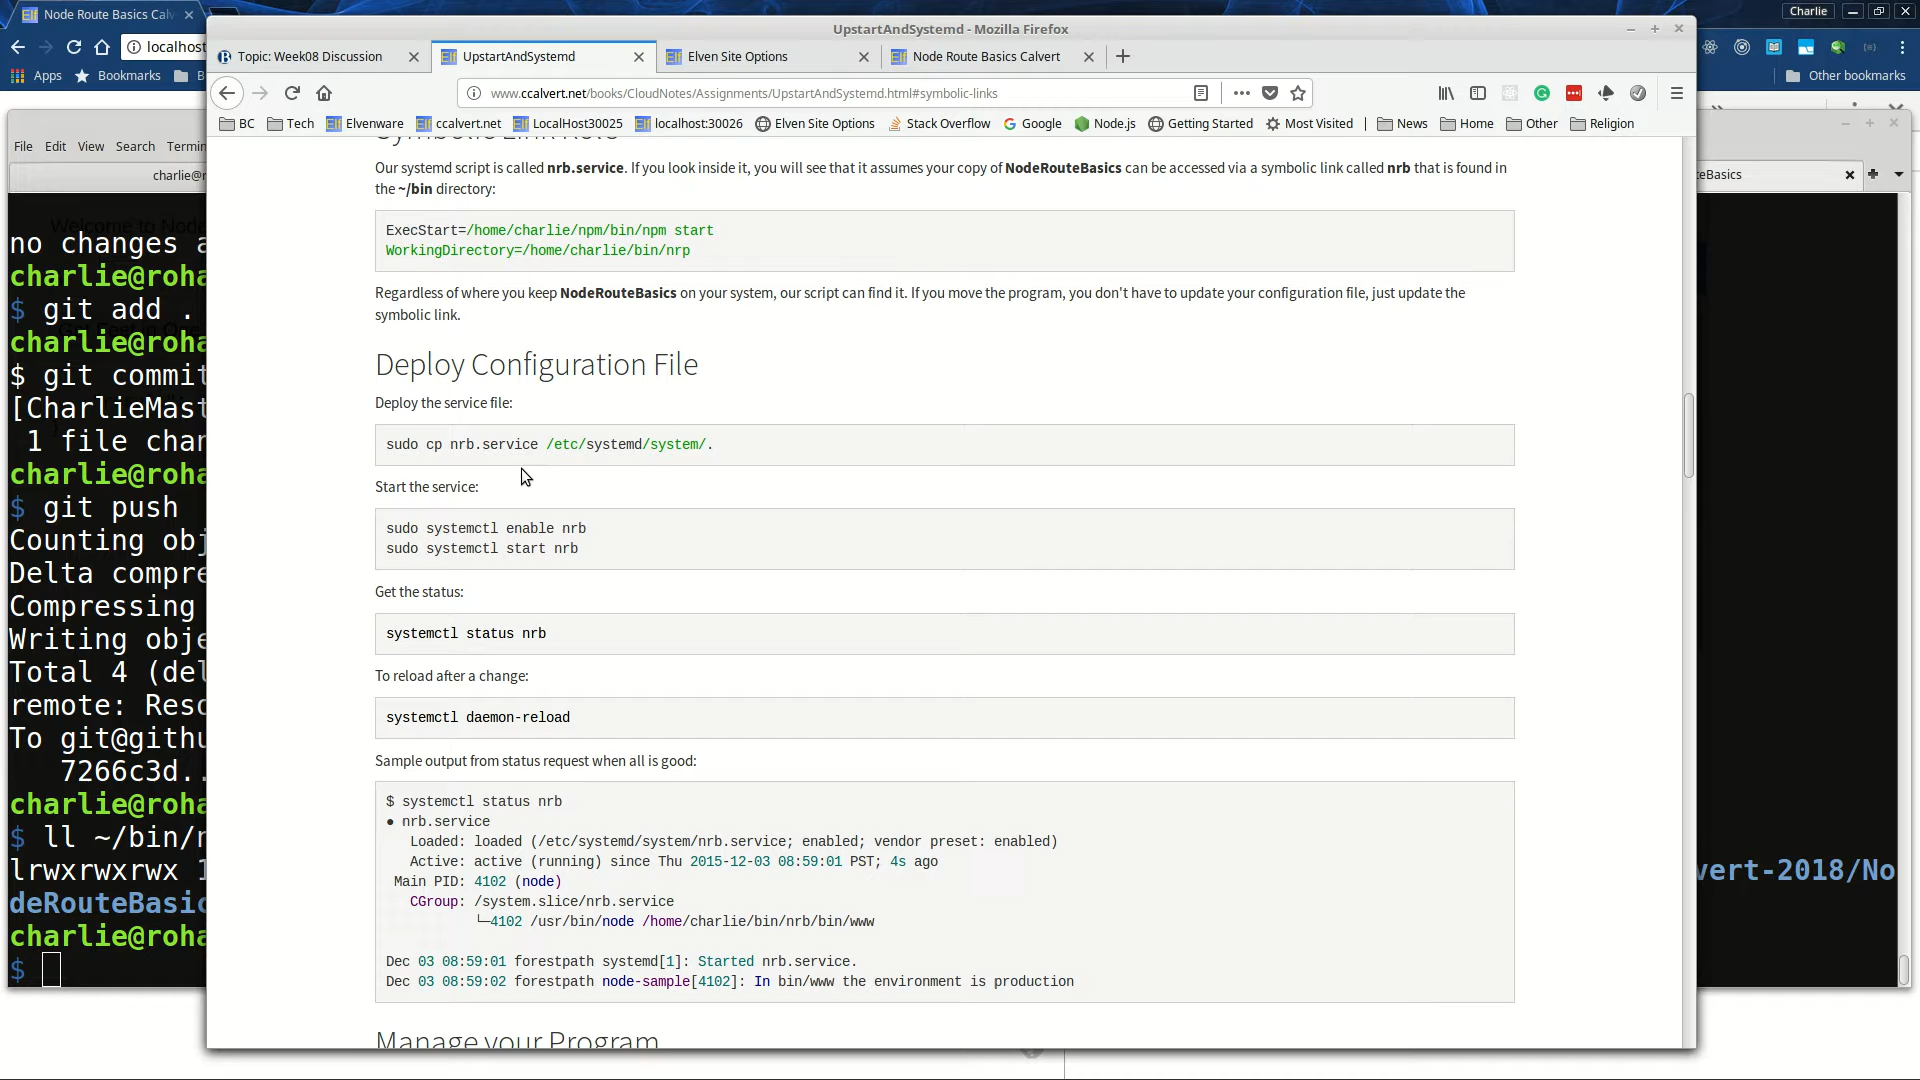 Node Route Basics Calv
Charlie
localhost
Apps
Bookmarks
Other bookmarks
UpstartAndSystemd - Mozilla Firefox
Topic: Week08 Discussion
UpstartAndSystemd
Elven Site Options
Node Route Basics Calvert
www.ccalvert.net/books/CloudNotes/Assignments/UpstartAndSystemd.html#symbolic-links
BC
Tech
Elvenware
ccalvert.net
LocalHost30025
localhost:30026
Elven Site Options
Stack Overflow
Google
Node.js
Getting Started
Most Visited
News
Home
Other
Religion
File Edit View Search Termin
charlie@r
eBasics
no changes a
charlie@roha
$ git add .
charlie@roha
$ git commit
[CharlieMast
1 file chan
charlie@roha
$ git push
Counting obj
Delta compre
Compressing
Writing obje
Total 4 (del
remote: Reso
To git@githu
7266c3d..
charlie@roha
$ ll ~/bin/n
lrwxrwxrwx 1
vert-2018/No
deRouteBasic
charlie@roha
$
Our systemd script is called nrb.service. If you look inside it, you will see that it assumes your copy of NodeRouteBasics can be accessed via a symbolic link called nrb that is found in
the ~/bin directory:
ExecStart=/home/charlie/npm/bin/npm start
WorkingDirectory=/home/charlie/bin/nrp
Regardless of where you keep NodeRouteBasics on your system, our script can find it. If you move the program, you don't have to update your configuration file, just update the
symbolic link.
Deploy Configuration File
Deploy the service file:
sudo cp nrb.service /etc/systemd/system/.
Start the service:
sudo systemctl enable nrb
sudo systemctl start nrb
Get the status:
systemctl status nrb
To reload after a change:
systemctl daemon-reload
Sample output from status request when all is good:
$ systemctl status nrb
● nrb.service
Loaded: loaded (/etc/systemd/system/nrb.service; enabled; vendor preset: enabled)
Active: active (running) since Thu 2015-12-03 08:59:01 PST; 4s ago
Main PID: 4102 (node)
CGroup: /system.slice/nrb.service
└─4102 /usr/bin/node /home/charlie/bin/nrb/bin/www
Dec 03 08:59:01 forestpath systemd[1]: Started nrb.service.
Dec 03 08:59:02 forestpath node-sample[4102]: In bin/www the environment is production
Manage your Program